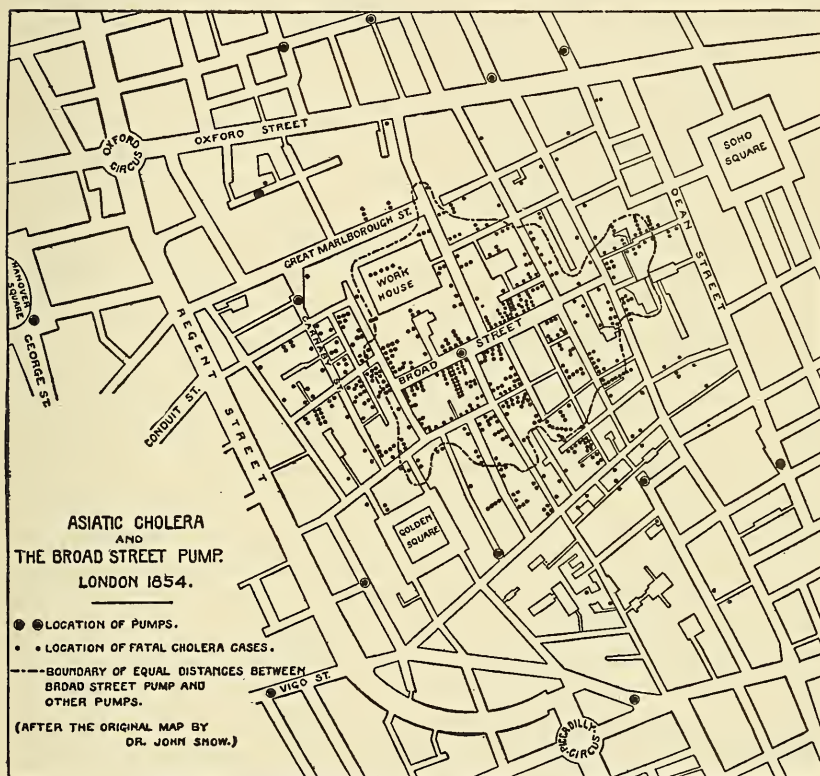 OXFORD STREET
OXFORD
CIRCUS
SOHO
SQUARE
DEAN STREET
GREAT MARLBOROUGH ST.
WORK
HOUSE
HANOVER
SQUARE
GEORGE ST.
REGENT STREET
CARNABY ST.
BROAD STREET
CONDUIT ST.
GOLDEN
SQUARE
ASIATIC CHOLERA
AND
THE BROAD STREET PUMP.
LONDON 1854.
LOCATION OF PUMPS.
LOCATION OF FATAL CHOLERA CASES.
BOUNDARY OF EQUAL DISTANCES BETWEEN
BROAD STREET PUMP AND
OTHER PUMPS.
VIGO ST.
(AFTER THE ORIGINAL MAP BY
DR. JOHN SNOW.)
PICCADILLY
CIRCUS